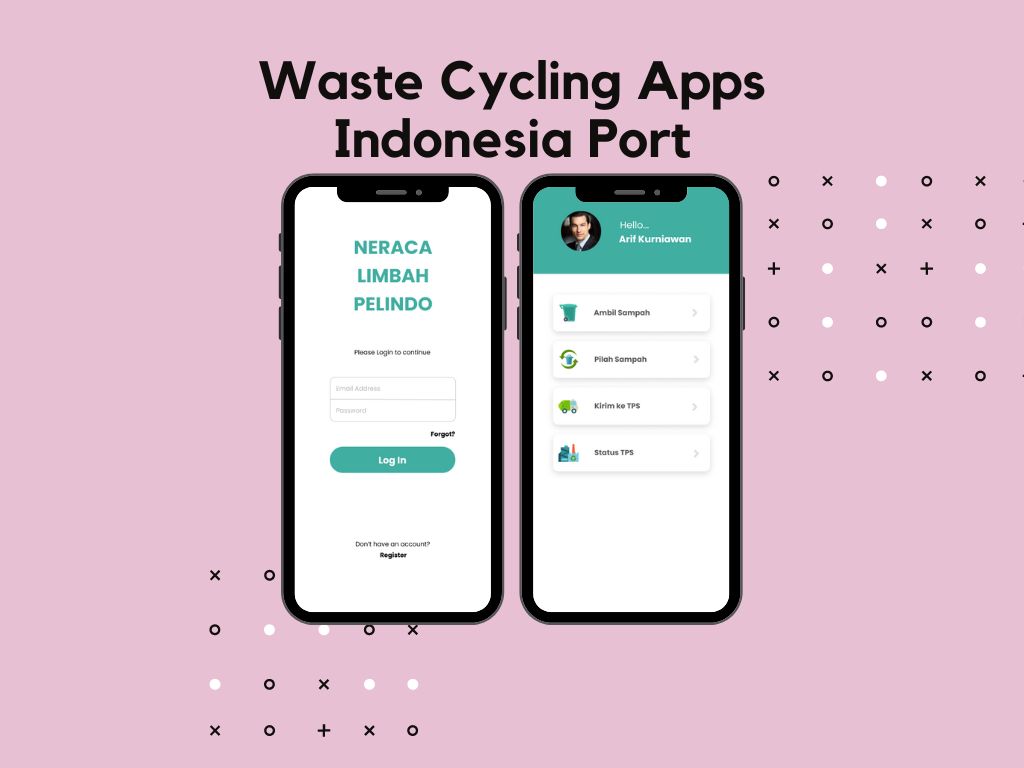 Waste Cycling Apps
Indonesia Port
NERACA
LIMBAH
PELINDO
Please Login to continue
Email Address
Password
Forgot?
Log In
Don't have an account?
Register
Hello...
Arif Kurniawan
Ambil Sampah
Pilah Sampah
Kirim ke TPS
Status TPS